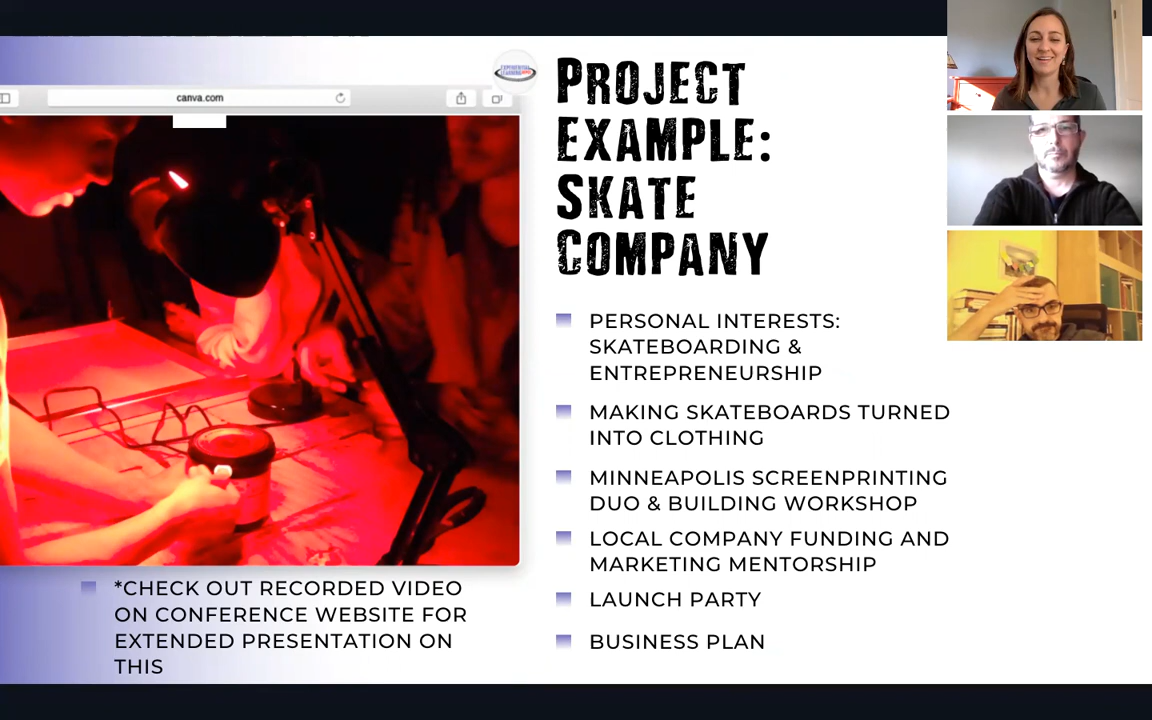 canva.com
PROJECT
EXAMPLE:
SKATE
COMPANY
PERSONAL INTERESTS:
SKATEBOARDING &
ENTREPRENEURSHIP
MAKING SKATEBOARDS TURNED
INTO CLOTHING
MINNEAPOLIS SCREENPRINTING
DUO & BUILDING WORKSHOP
LOCAL COMPANY FUNDING AND
MARKETING MENTORSHIP
LAUNCH PARTY
BUSINESS PLAN
*CHECK OUT RECORDED VIDEO
ON CONFERENCE WEBSITE FOR
EXTENDED PRESENTATION ON
THIS